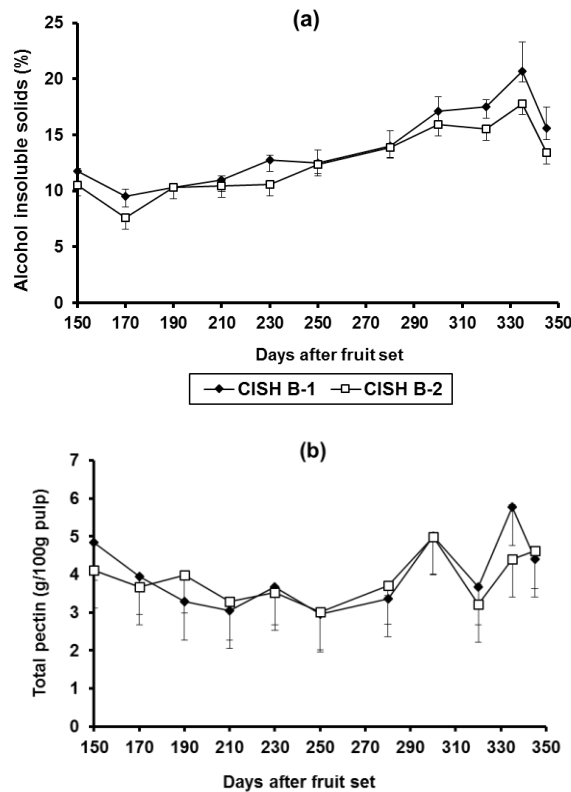 (a)
Alcohol insoluble solids (%)
25
20
15
10
5
0
150 170 190 210 230 250 270 290 310 330 350
Days after fruit set
CISH B-1 CISH B-2
(b)
Total pectin (g/100g pulp)
7
6
5
4
3
2
1
0
150 170 190 210 230 250 270 290 310 330 350
Days after fruit set